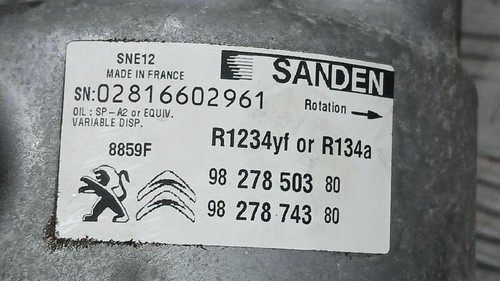 SNE12
MADE IN FRANCE
SANDEN
SN:02816602961
Rotation
OIL: SP-A2 or EQUIV.
VARIABLE DISP.
8859F
R1234yf or R134a
98 278 503 80
98 278 743 80